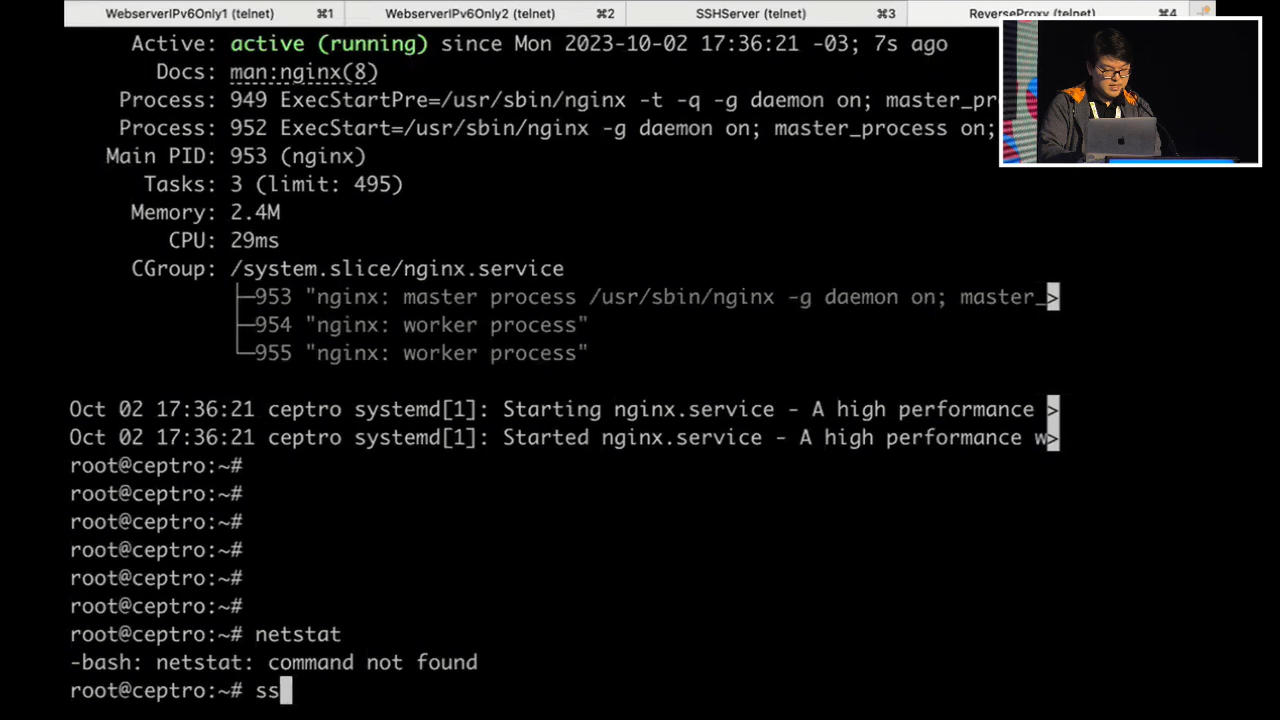 WebserverIPv6Only1 (telnet) ⌘1 WebserverIPv6Only2 (telnet) ⌘2 SSHServer (telnet) ⌘3 ReverseProxy (telnet) ⌘4
Active: active (running) since Mon 2023-10-02 17:36:21 -03; 7s ago
Docs: man:nginx(8)
Process: 949 ExecStartPre=/usr/sbin/nginx -t -q -g daemon on; master_pr
Process: 952 ExecStart=/usr/sbin/nginx -g daemon on; master_process on;
Main PID: 953 (nginx)
Tasks: 3 (limit: 495)
Memory: 2.4M
CPU: 29ms
CGroup: /system.slice/nginx.service
├─953 "nginx: master process /usr/sbin/nginx -g daemon on; master_>
├─954 "nginx: worker process"
└─955 "nginx: worker process"
Oct 02 17:36:21 ceptro systemd[1]: Starting nginx.service - A high performance >
Oct 02 17:36:21 ceptro systemd[1]: Started nginx.service - A high performance w>
root@ceptro:~#
root@ceptro:~#
root@ceptro:~#
root@ceptro:~#
root@ceptro:~#
root@ceptro:~#
root@ceptro:~# netstat
-bash: netstat: command not found
root@ceptro:~# ss